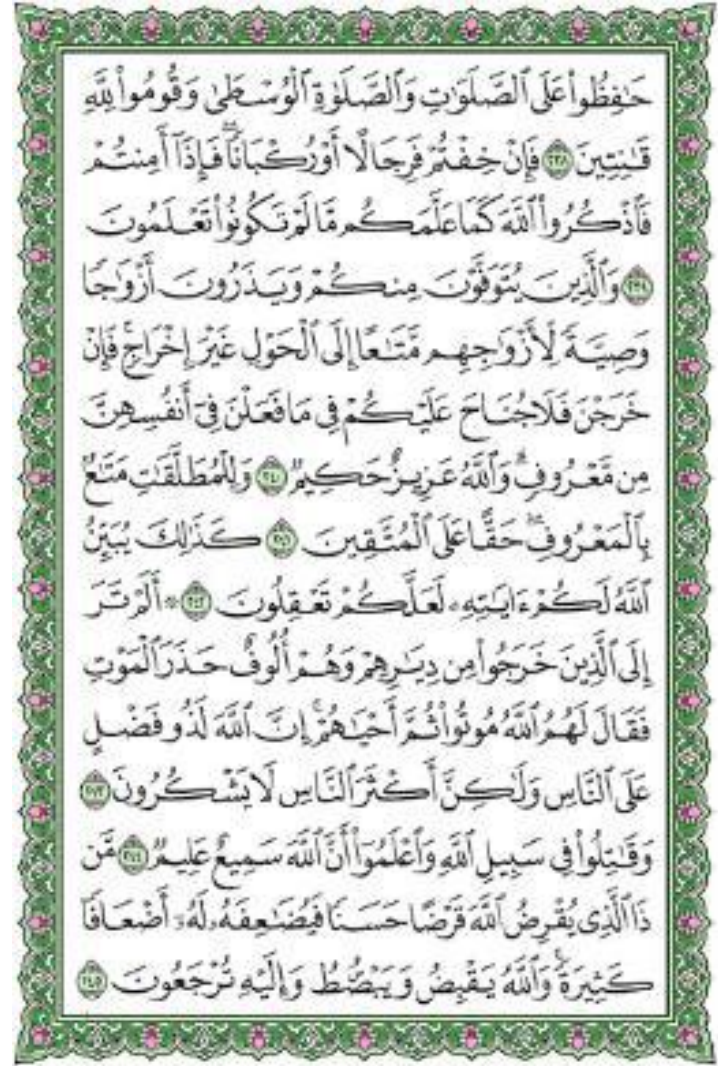 حَـٰفِظُوا۟ عَلَى ٱلصَّلَوَٰتِ وَٱلصَّلَوٰةِ ٱلْوُسْطَىٰ وَقُومُوا۟ لِلَّهِ
قَـٰنِتِينَ ٢٣٨ فَإِنْ خِفْتُمْ فَرِجَالًا أَوْ رُكْبَانًا ۖ فَإِذَآ أَمِنتُمْ
فَٱذْكُرُوا۟ ٱللَّهَ كَمَا عَلَّمَكُم مَّا لَمْ تَكُونُوا۟ تَعْلَمُونَ
٢٣٩ وَٱلَّذِينَ يُتَوَفَّوْنَ مِنكُمْ وَيَذَرُونَ أَزْوَٰجًا
وَصِيَّةً لِّأَزْوَٰجِهِم مَّتَـٰعًا إِلَى ٱلْحَوْلِ غَيْرَ إِخْرَاجٍ ۚ فَإِنْ
خَرَجْنَ فَلَا جُنَاحَ عَلَيْكُمْ فِى مَا فَعَلْنَ فِىٓ أَنفُسِهِنَّ
مِن مَّعْرُوفٍ ۗ وَٱللَّهُ عَزِيزٌ حَكِيمٌ ٢٤٠ وَلِلْمُطَلَّقَـٰتِ مَتَـٰعٌۢ
بِٱلْمَعْرُوفِ ۖ حَقًّا عَلَى ٱلْمُتَّقِينَ ٢٤١ كَذَٰلِكَ يُبَيِّنُ
ٱللَّهُ لَكُمْ ءَايَـٰتِهِۦ لَعَلَّكُمْ تَعْقِلُونَ ٢٤٢ ۞ أَلَمْ تَرَ
إِلَى ٱلَّذِينَ خَرَجُوا۟ مِن دِيَـٰرِهِمْ وَهُمْ أُلُوفٌ حَذَرَ ٱلْمَوْتِ
فَقَالَ لَهُمُ ٱللَّهُ مُوتُوا۟ ثُمَّ أَحْيَـٰهُمْ ۚ إِنَّ ٱللَّهَ لَذُو فَضْلٍ
عَلَى ٱلنَّاسِ وَلَـٰكِنَّ أَكْثَرَ ٱلنَّاسِ لَا يَشْكُرُونَ ٢٤٣
وَقَـٰتِلُوا۟ فِى سَبِيلِ ٱللَّهِ وَٱعْلَمُوٓا۟ أَنَّ ٱللَّهَ سَمِيعٌ عَلِيمٌ ٢٤٤ مَّن
ذَا ٱلَّذِى يُقْرِضُ ٱللَّهَ قَرْضًا حَسَنًا فَيُضَـٰعِفَهُۥ لَهُۥٓ أَضْعَافًا
كَثِيرَةً ۚ وَٱللَّهُ يَقْبِضُ وَيَبْصُۜطُ وَإِلَيْهِ تُرْجَعُونَ ٢٤٥